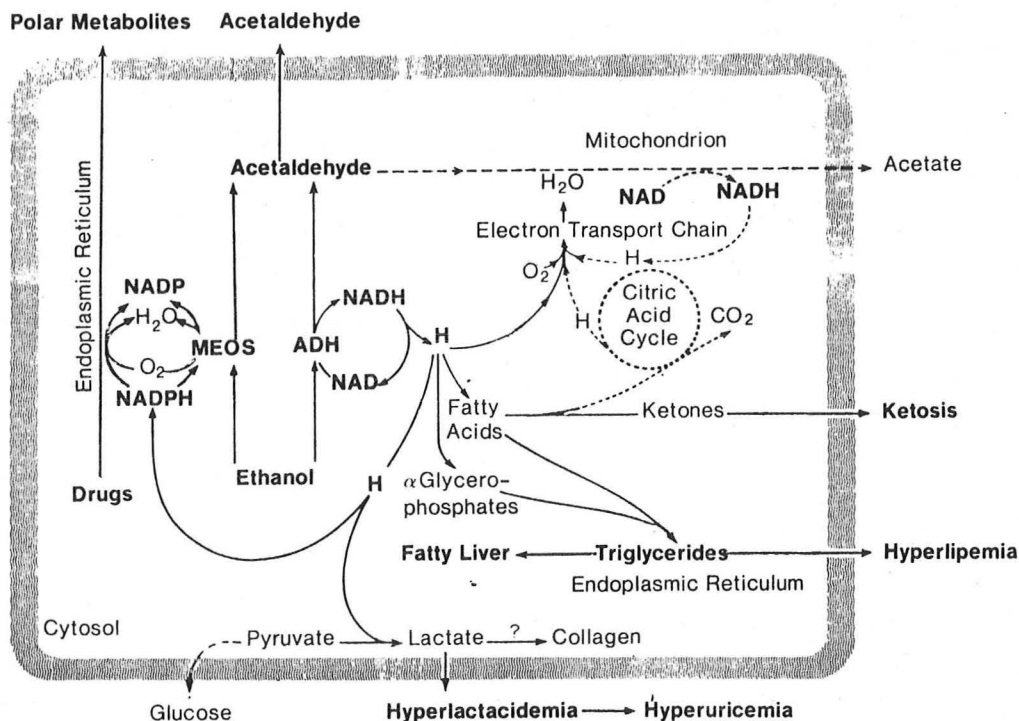 Polar Metabolites Acetaldehyde
Mitochondrion
Acetaldehyde
Acetate
H₂O
NAD
NADH
Electron Transport Chain
Endoplasmic Reticulum
O₂
H
NADP
NADH
Citric
Acid
Cycle
H
CO₂
H₂O
MEOS
ADH
H
O₂
NAD
NADPH
Fatty
Acids
Ketones
Ketosis
Drugs
Ethanol
H
αGlycero-
phosphates
Fatty Liver
Triglycerides
Hyperlipemia
Endoplasmic Reticulum
Cytosol
Pyruvate
Lactate
?
Collagen
Glucose
Hyperlactacidemia
Hyperuricemia